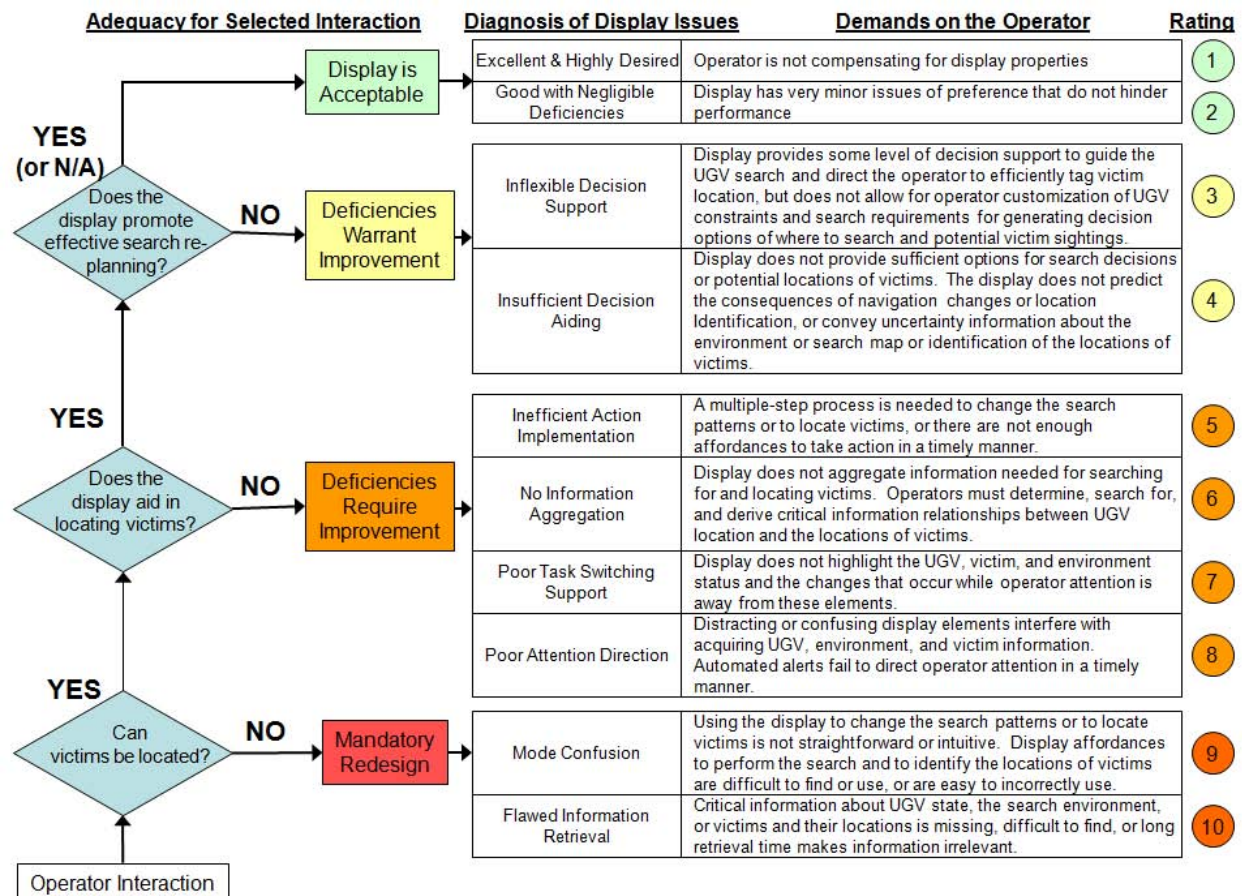 Adequacy for Selected Interaction
Diagnosis of Display Issues
Demands on the Operator
Rating
Display is
Acceptable
Excellent & Highly Desired
Operator is not compensating for display properties
1
Good with Negligible
Deficiencies
Display has very minor issues of preference that do not hinder
performance
2
YES
(or N/A)
Does the
display promote
effective search re-
planning?
NO
Deficiencies
Warrant
Improvement
Inflexible Decision
Support
Display provides some level of decision support to guide the
UGV search and direct the operator to efficiently tag victim
location, but does not allow for operator customization of UGV
constraints and search requirements for generating decision
options of where to search and potential victim sightings.
3
Insufficient Decision
Aiding
Display does not provide sufficient options for search decisions
or potential locations of victims. The display does not predict
the consequences of navigation changes or location
Identification, or convey uncertainty information about the
environment or search map or identification of the locations of
victims.
4
YES
Does the
display aid in
locating victims?
NO
Deficiencies
Require
Improvement
Inefficient Action
Implementation
A multiple-step process is needed to change the search
patterns or to locate victims, or there are not enough
affordances to take action in a timely manner.
5
No Information
Aggregation
Display does not aggregate information needed for searching
for and locating victims. Operators must determine, search for,
and derive critical information relationships between UGV
location and the locations of victims.
6
Poor Task Switching
Support
Display does not highlight the UGV, victim, and environment
status and the changes that occur while operator attention is
away from these elements.
7
Poor Attention Direction
Distracting or confusing display elements interfere with
acquiring UGV, environment, and victim information.
Automated alerts fail to direct operator attention in a timely
manner.
8
YES
Can
victims be located?
NO
Mandatory
Redesign
Mode Confusion
Using the display to change the search patterns or to locate
victims is not straightforward or intuitive. Display affordances
to perform the search and to identify the locations of victims
are difficult to find or use, or are easy to incorrectly use.
9
Flawed Information
Retrieval
Critical information about UGV state, the search environment,
or victims and their locations is missing, difficult to find, or long
retrieval time makes information irrelevant.
10
Operator Interaction